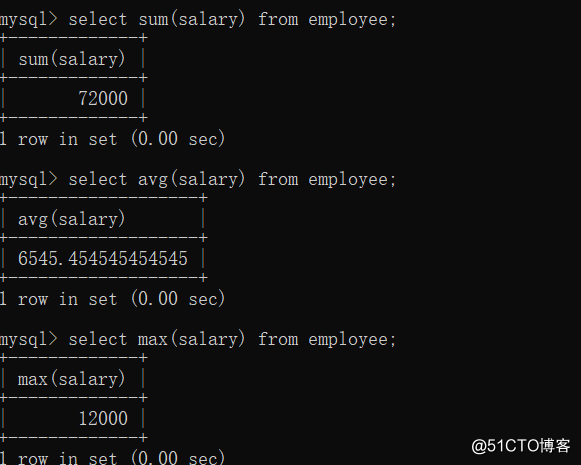 mysql> select sum(salary) from employee;
+-------------+
| sum(salary) |
+-------------+
|       72000 |
+-------------+
1 row in set (0.00 sec)
mysql> select avg(salary) from employee;
+-------------------+
| avg(salary)       |
+-------------------+
| 6545.454545454545 |
+-------------------+
1 row in set (0.00 sec)
mysql> select max(salary) from employee;
+-------------+
| max(salary) |
+-------------+
|       12000 |
+-------------+
1 row in set (0.00 sec)
@51CTO博客